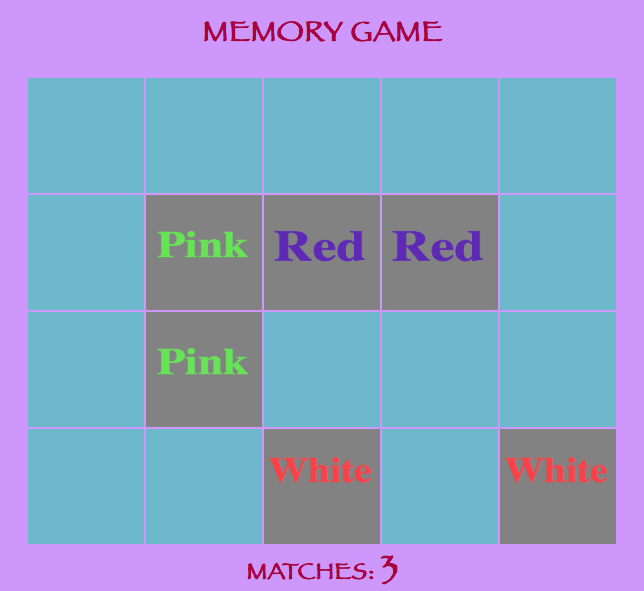 MEMORY GAME
Pink Red Red
Pink
White White
MATCHES: 3